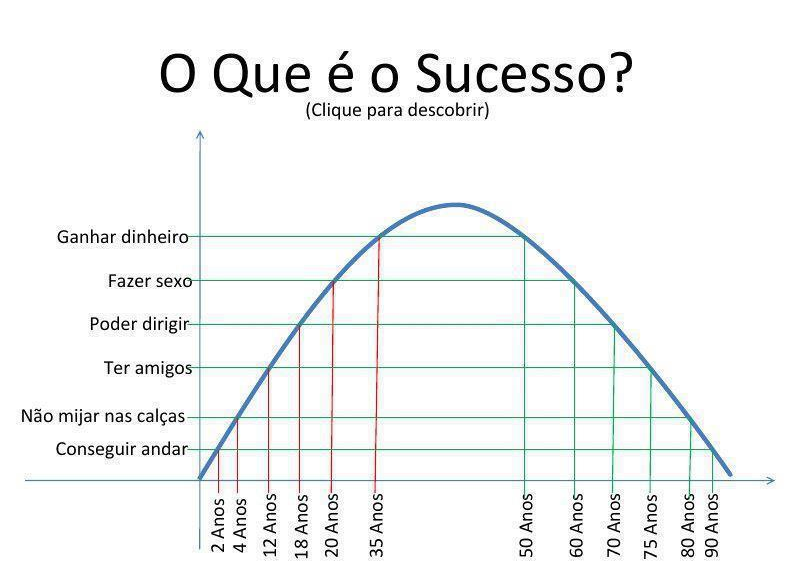 O Que é o Sucesso?
(Clique para descobrir)
Ganhar dinheiro
Fazer sexo
Poder dirigir
Ter amigos
Não mijar nas calças
Conseguir andar
2 Anos
4 Anos
12 Anos
18 Anos
20 Anos
35 Anos
50 Anos
60 Anos
70 Anos
75 Anos
80 Anos
90 Anos